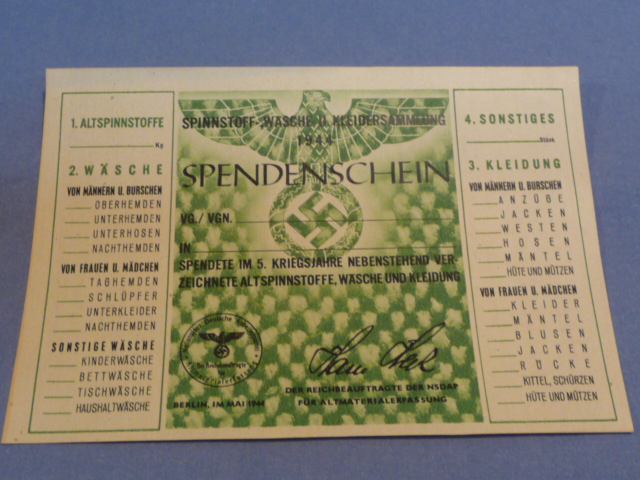 1. ALTSPINNSTOFFE
Kg
2. WÄSCHE
VON MÄNNERN U. BURSCHEN
OBERHEMDEN
UNTERHEMDEN
UNTERHOSEN
NACHTHEMDEN
VON FRAUEN U. MÄDCHEN
TAGHEMDEN
SCHLÜPFER
UNTERKLEIDER
NACHTHEMDEN
SONSTIGE WÄSCHE
KINDERWÄSCHE
BETTWÄSCHE
TISCHWÄSCHE
HAUSHALTWÄSCHE
SPINNSTOFF-, WÄSCHE U. KLEIDERSAMMLUNG
1944
SPENDENSCHEIN
VG./VGN.
IN
SPENDETE IM 5. KRIEGSJAHRE NEBENSTEHEND VER-
ZEICHNETE ALTSPINNSTOFFE, WÄSCHE UND KLEIDUNG
DER REICHBEAUFTRAGTE DER NSDAP
FÜR ALTMATERIALERFASSUNG
BERLIN, IM MAI 1944
4. SONSTIGES
Stück
3. KLEIDUNG
VON MÄNNERN U. BURSCHEN
ANZÜBE
JACKEN
WESTEN
HOSEN
MÄNTEL
HÜTE UND MÜTZEN
VON FRAUEN U. MÄDCHEN
KLEIDER
MÄNTEL
BLUSEN
JACKEN
RÖCKE
KITTEL, SCHÜRZEN
HÜTE UND MÜTZEN